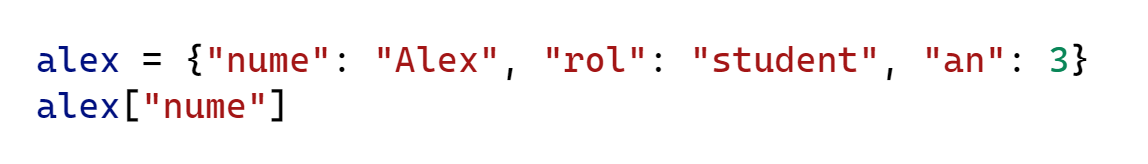 alex = {"nume": "Alex", "rol": "student", "an": 3}
alex["nume"]